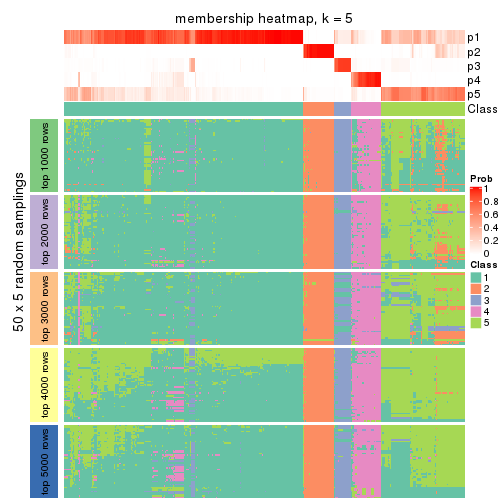 membership heatmap, k = 5
p1
p2
p3
p4
p5
Class
50 x 5 random samplings
top 1000 rows
top 2000 rows
top 3000 rows
top 4000 rows
top 5000 rows
Prob
1
0.8
0.6
0.4
0.2
0
Class
1
2
3
4
5